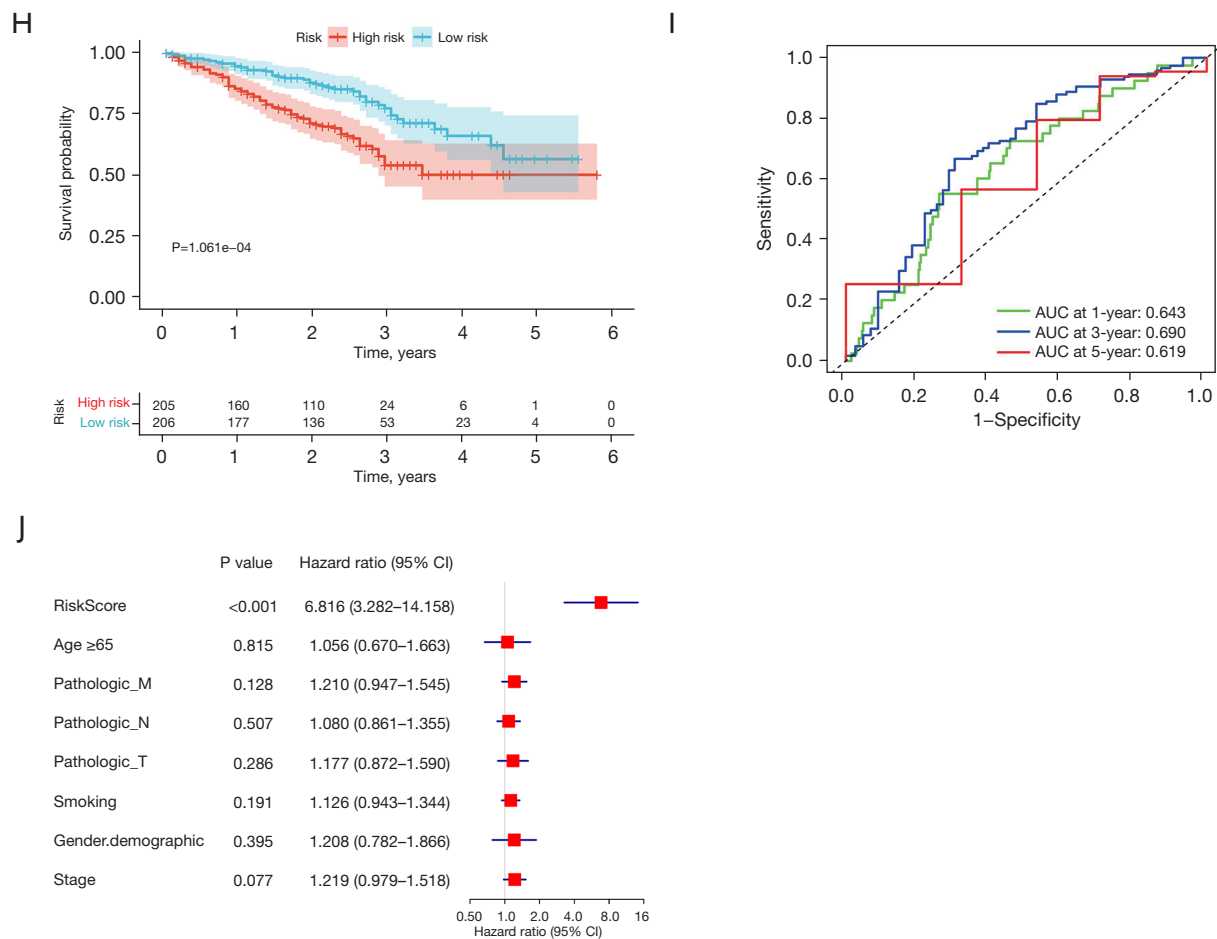 H
Risk High risk Low risk
1.00
0.75
0.50
0.25
0.00
Survival probability
P=1.061e−04
0 1 2 3 4 5 6
Time, years
Risk
High risk 205 160 110 24 6 1 0
Low risk 206 177 136 53 23 4 0
0 1 2 3 4 5 6
Time, years
I
1.0
0.8
0.6
0.4
0.2
0.0
Sensitivity
AUC at 1-year: 0.643
AUC at 3-year: 0.690
AUC at 5-year: 0.619
0.0 0.2 0.4 0.6 0.8 1.0
1−Specificity
J
P value Hazard ratio (95% CI)
RiskScore <0.001 6.816 (3.282–14.158)
Age ≥65 0.815 1.056 (0.670–1.663)
Pathologic_M 0.128 1.210 (0.947–1.545)
Pathologic_N 0.507 1.080 (0.861–1.355)
Pathologic_T 0.286 1.177 (0.872–1.590)
Smoking 0.191 1.126 (0.943–1.344)
Gender.demographic 0.395 1.208 (0.782–1.866)
Stage 0.077 1.219 (0.979–1.518)
0.50 1.0 2.0 4.0 8.0 16
Hazard ratio (95% CI)